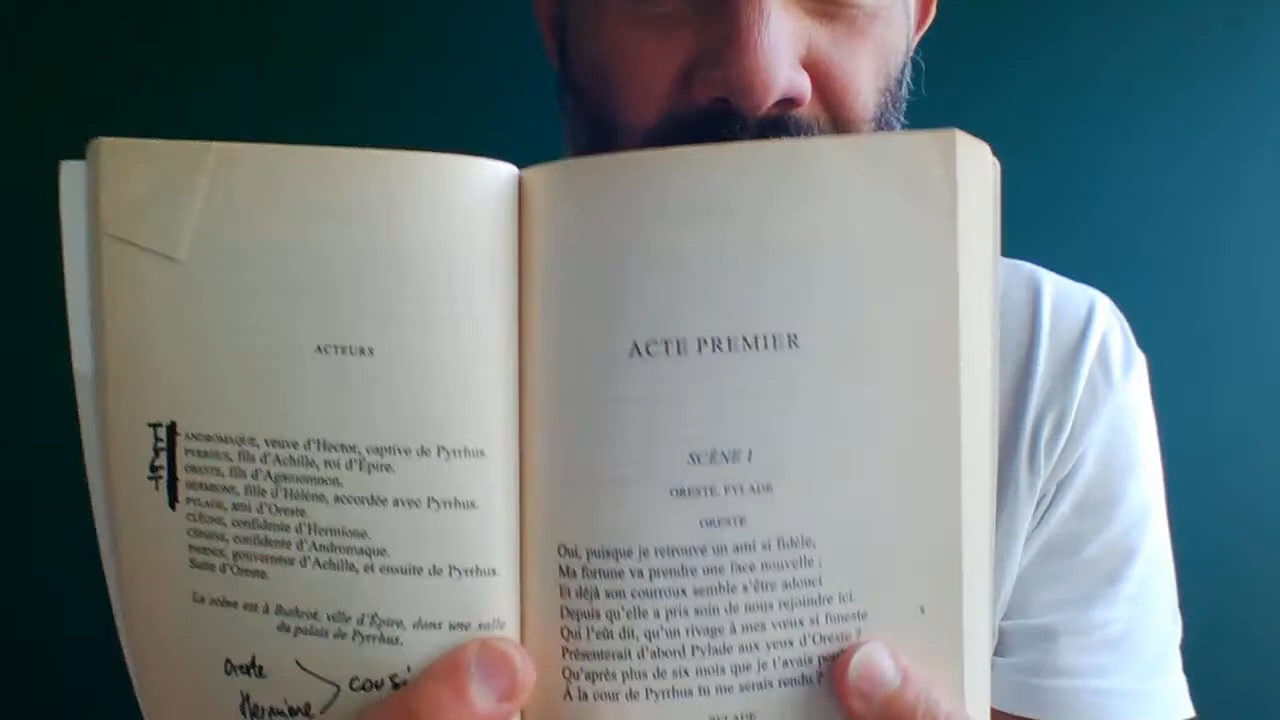 ACTEURS
ANDROMAQUE, veuve d'Hector, captive de Pyrrhus.
PYRRHUS, fils d'Achille, roi d'Épire.
ORESTE, fils d'Agamemnon.
HERMIONE, fille d'Hélène, accordée avec Pyrrhus.
PYLADE, ami d'Oreste.
CLÉONE, confidente d'Hermione.
CÉPHISE, confidente d'Andromaque.
PHŒNIX, gouverneur d'Achille, et ensuite de Pyrrhus.
Suite d'Oreste.
La scène est à Buthrot, ville d'Épire, dans une salle
du palais de Pyrrhus.
Oreste
Hermione
ACTE PREMIER
SCÈNE I
ORESTE, PYLADE
ORESTE
Oui, puisque je retrouve un ami si fidèle,
Ma fortune va prendre une face nouvelle ;
Et déjà son courroux semble s'être adouci
Depuis qu'elle a pris soin de nous rejoindre ici.
Qui l'eût dit, qu'un rivage à mes vœux si funeste
5
Présenterait d'abord Pylade aux yeux d'Oreste ?
Qu'après plus de six mois que je t'avais
À la cour de Pyrrhus tu me serais rendu ?
PYLADE